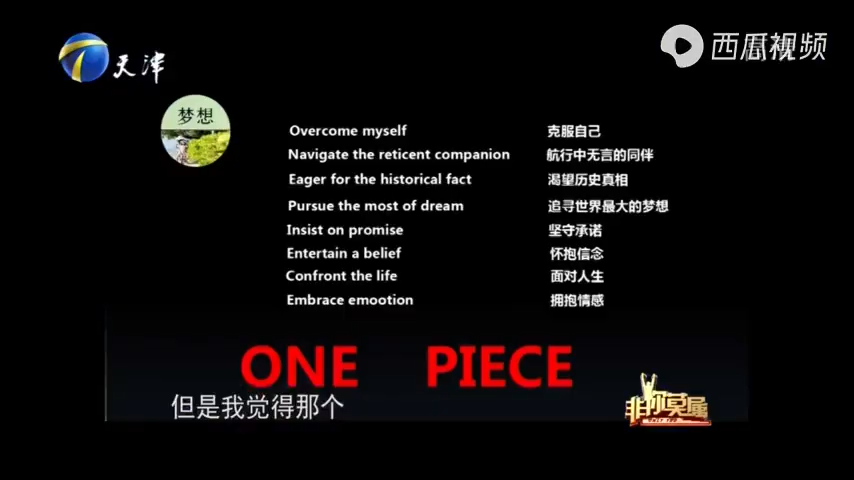 天津
西瓜视频
梦想
Overcome myself 克服自己
Navigate the reticent companion 航行中无言的同伴
Eager for the historical fact 渴望历史真相
Pursue the most of dream 追寻世界最大的梦想
Insist on promise 坚守承诺
Entertain a belief 怀抱信念
Confront the life 面对人生
Embrace emootion 拥抱情感
ONE PIECE
但是我觉得那个
非你莫属